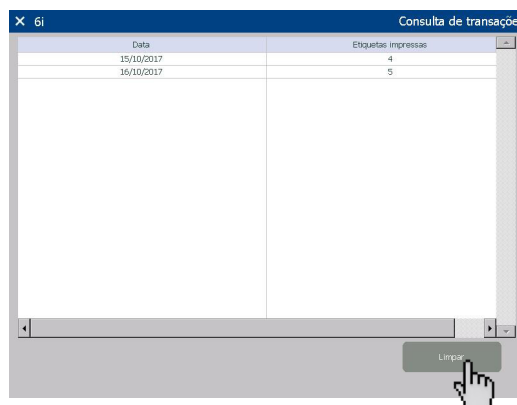 6i Consulta de transaçõe
Data Etiquetas impressas
15/10/2017 4
16/10/2017 5
Limpar